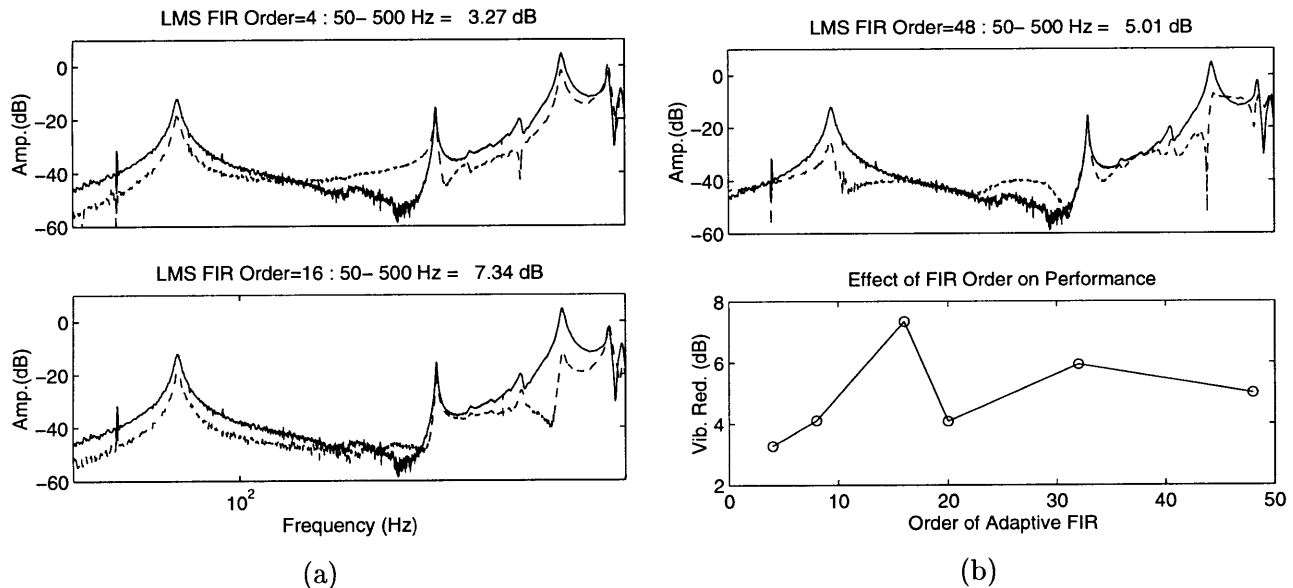 LMS FIR Order=4 : 50– 500 Hz = 3.27 dB
0
−20
−40
−60
Amp.(dB)
LMS FIR Order=16 : 50– 500 Hz = 7.34 dB
0
−20
−40
−60
Amp.(dB)
10²
Frequency (Hz)
(a)
LMS FIR Order=48 : 50– 500 Hz = 5.01 dB
0
−20
−40
−60
Amp.(dB)
Effect of FIR Order on Performance
8
6
4
2
Vib. Red. (dB)
0 10 20 30 40 50
Order of Adaptive FIR
(b)